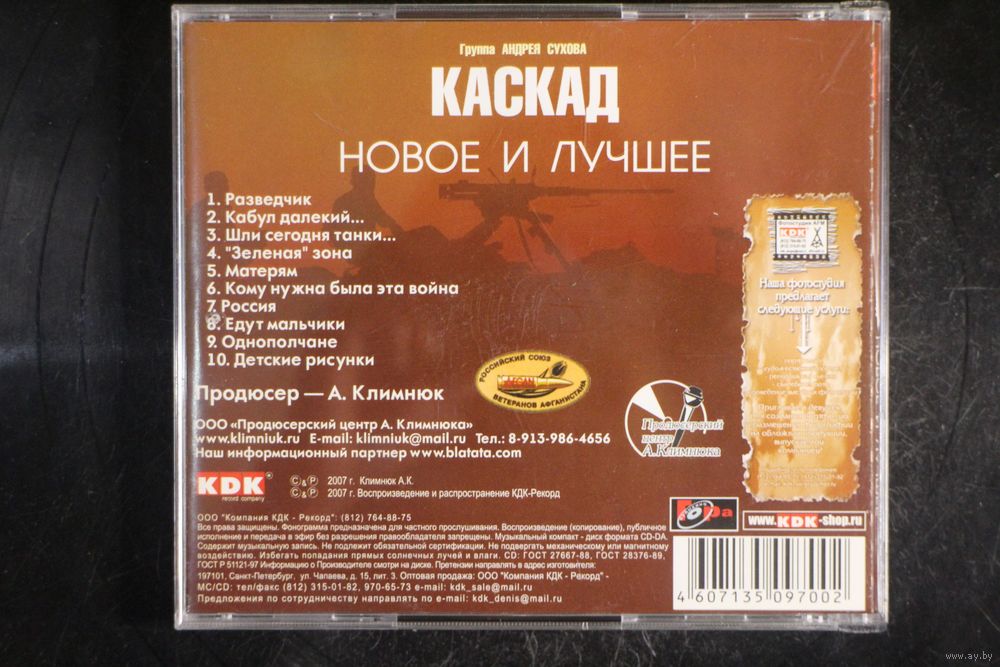 Группа АНДРЕЯ СУХОВА
КАСКАД
НОВОЕ И ЛУЧШЕЕ
1. Разведчик
2. Кабул далекий...
3. Шли сегодня танки...
4. "Зеленая" зона
5. Матерям
6. Кому нужна была эта война
7. Россия
8. Едут мальчики
9. Однополчане
10. Детские рисунки
Продюсер — А. Климнюк
ООО «Продюсерский центр А. Климнюка»
www.klimniuk.ru E-mail: klimniuk@mail.ru Тел.: 8-913-986-4656
Наш информационный партнер www.blatata.com
РОССИЙСКИЙ СОЮЗ
ВЕТЕРАНОВ АФГАНИСТАНА
Продюсерский
центр
А.Климнюка
Фотостудия АРМ
KDK
Наша фотостудия
предлагает
следующие услуги:
KDK
record company
C&P 2007 г. Климнюк А.К.
C&P 2007 г. Воспроизведение и распространение КДК-Рекорд
ООО "Компания КДК - Рекорд": (812) 764-88-75
Все права защищены. Фонограмма предназначена для частного прослушивания. Воспроизведение (копирование), публичное
исполнение и передача в эфир без разрешения правообладателя запрещены. Музыкальный компакт - диск формата CD-DA.
Содержит музыкальную запись. Не подлежит обязательной сертификации. Не подвергать механическому или магнитному
воздействию. Избегать попадания прямых солнечных лучей и влаги. CD: ГОСТ 27667-88, ГОСТ 28376-89,
ГОСТ Р 51121-97 Информацию о Производителе смотри на диске. Претензии направлять в адрес изготовителя:
197101, Санкт-Петербург, ул. Чапаева, д. 15, лит. 3. Оптовая продажа: ООО "Компания КДК - Рекорд" -
MC/CD: тел/факс (812) 315-01-82, 970-65-73 e-mail: kdk_sale@mail.ru
Предложения по сотрудничеству направлять по e-mail: kdk_denis@mail.ru
www.KDK-shop.ru
4 607135 097002
www.ay.by